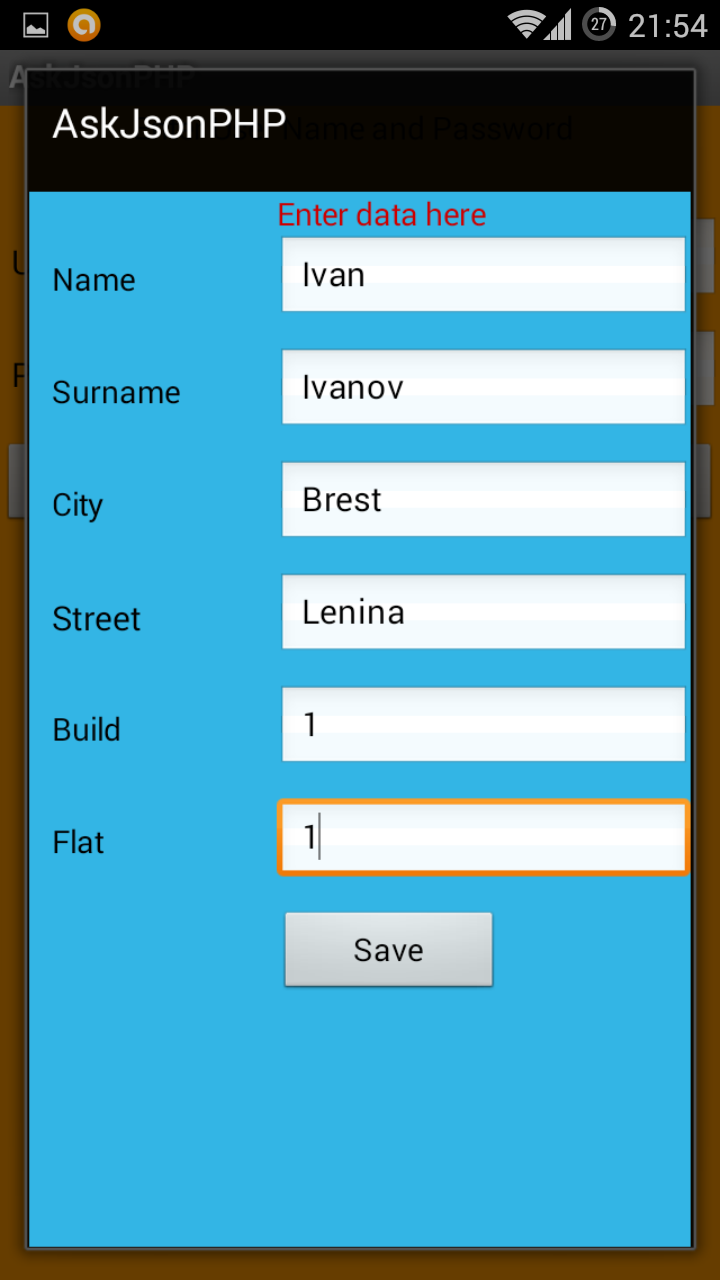 27 21:54
AskJsonPHP
AskJsonPHP
Name and Password
Enter data here
Name Ivan
Surname Ivanov
City Brest
Street Lenina
Build 1
Flat 1
Save